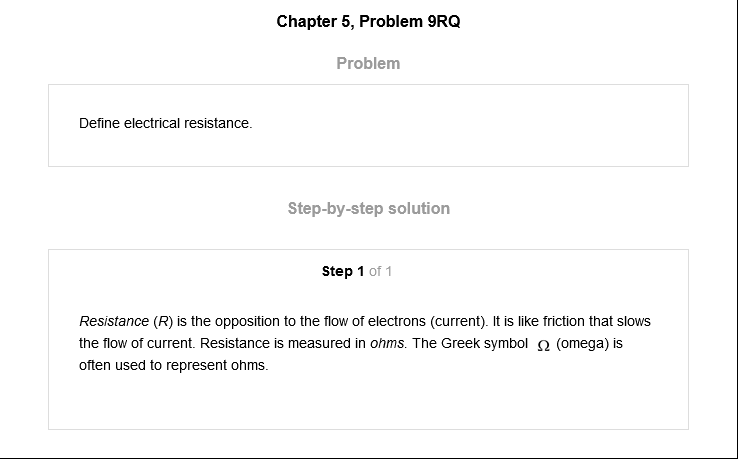 Chapter 5, Problem 9RQ
Problem
Define electrical resistance.
Step-by-step solution
Step 1 of 1
Resistance (R) is the opposition to the flow of electrons (current). It is like friction that slows
the flow of current. Resistance is measured in ohms. The Greek symbol Ω (omega) is
often used to represent ohms.